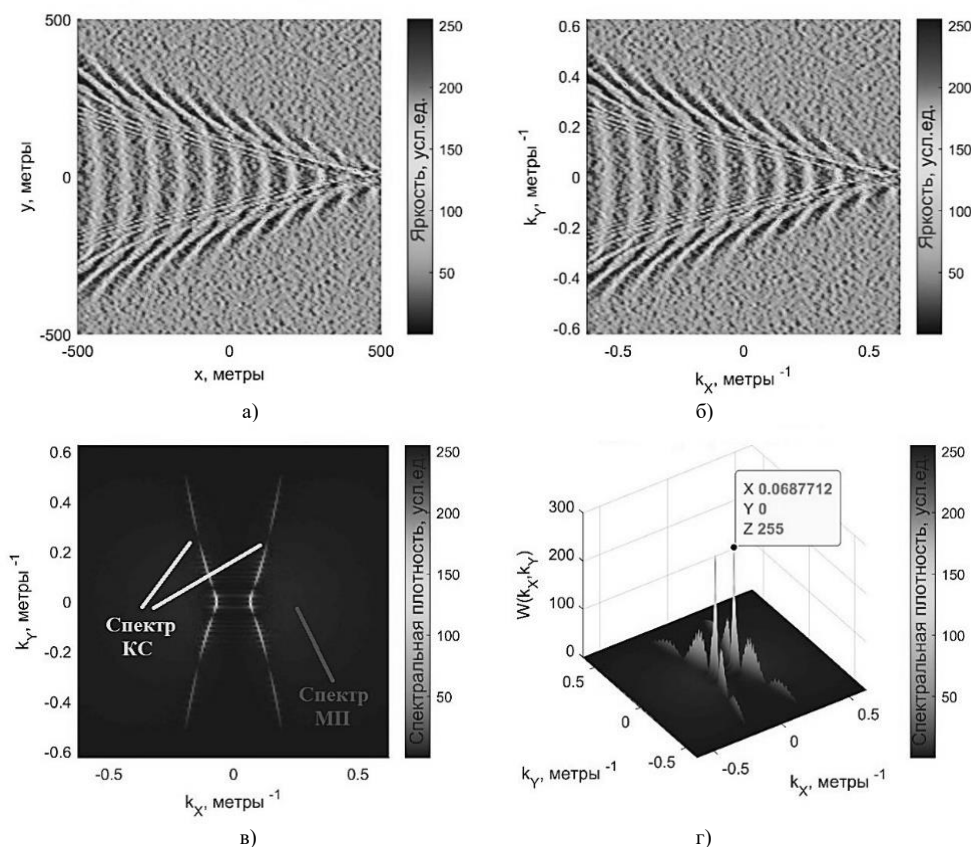 500
0
-500
y, метры
-500
0
500
x, метры
250
200
150
100
50
Яркость, усл.ед.
а)
0.6
0.4
0.2
0
-0.2
-0.4
-0.6
k_Y, метры -1
-0.5
0
0.5
k_X, метры -1
250
200
150
100
50
Яркость, усл.ед.
б)
0.6
0.4
0.2
0
-0.2
-0.4
-0.6
k_Y, метры -1
Спектр
КС
Спектр
МП
-0.5
0
0.5
k_X, метры -1
250
200
150
100
50
Спектральная плотность, усл.ед.
в)
300
200
100
0
W(k_X,k_Y)
X 0.0687712
Y 0
Z 255
0.5
0
-0.5
k_Y, метры -1
-0.5
0
0.5
k_X, метры -1
250
200
150
100
50
Спектральная плотность, усл.ед.
г)